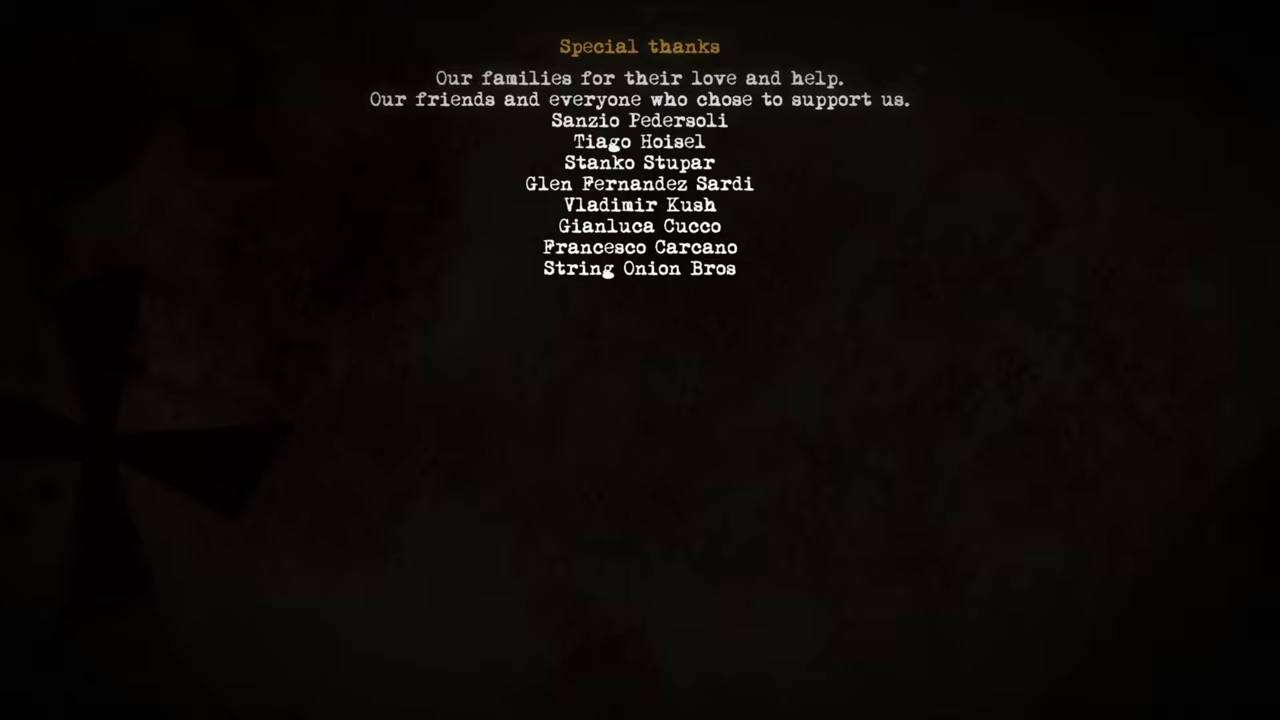 Special thanks
Our families for their love and help.
Our friends and everyone who chose to support us.
Sanzio Pedersoli
Tiago Hoisel
Stanko Stupar
Glen Fernandez Sardi
Vladimir Kush
Gianluca Cucco
Francesco Carcano
String Onion Bros